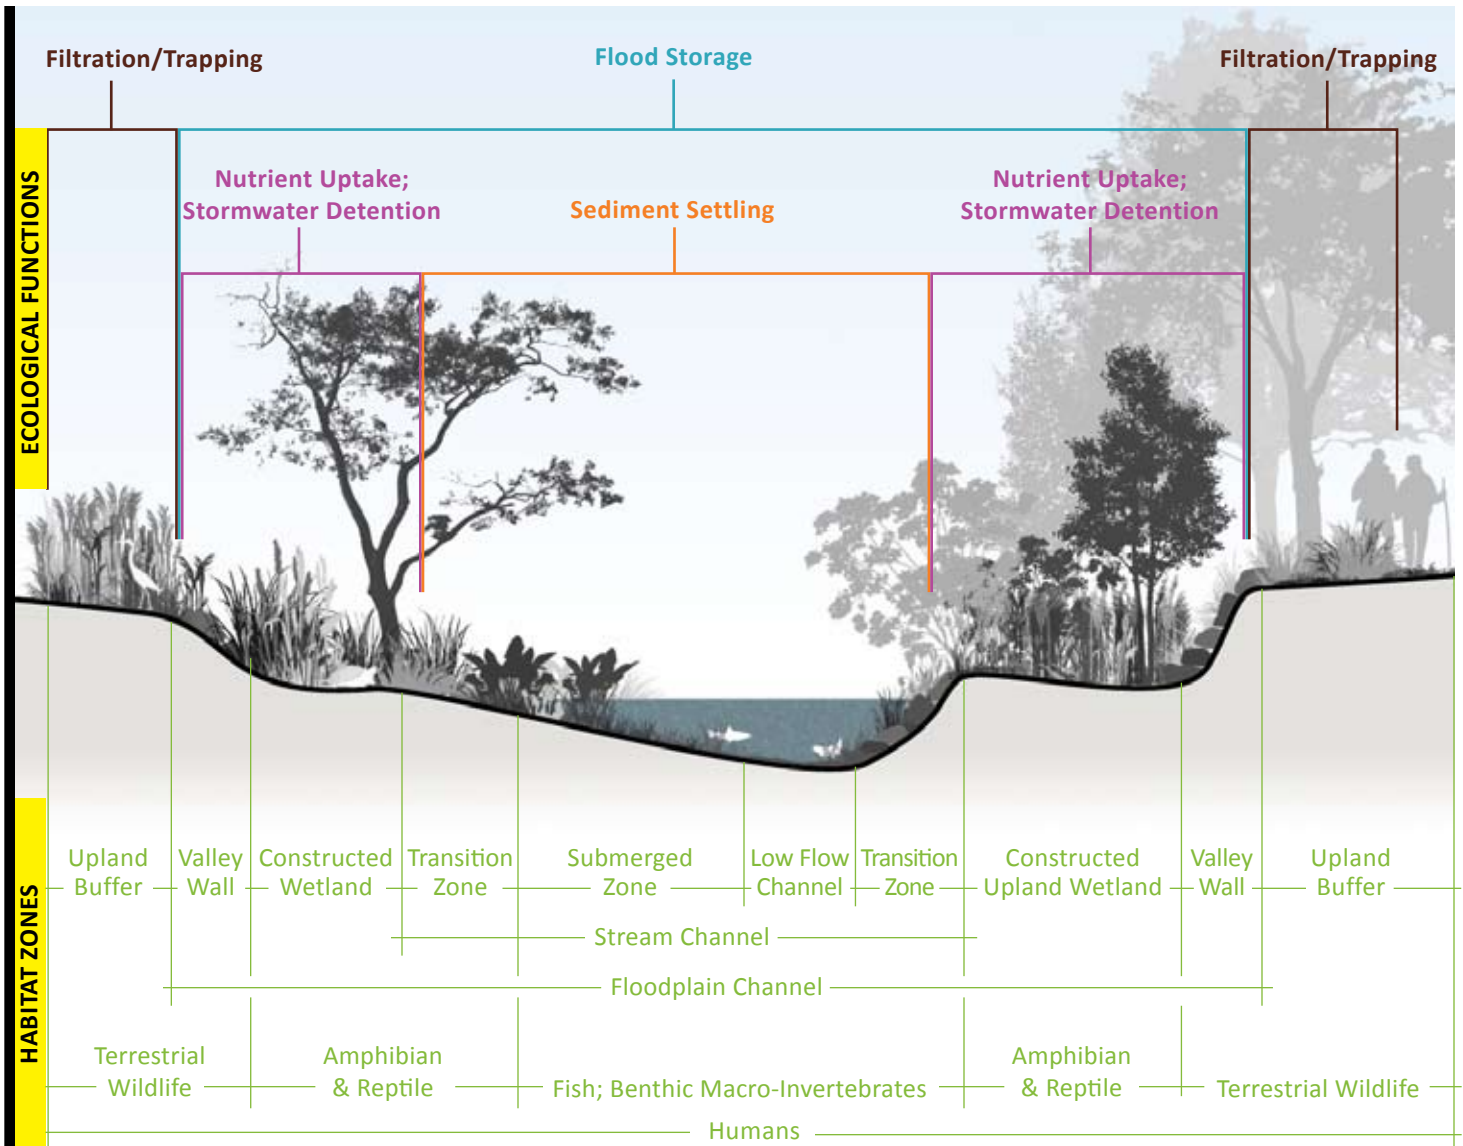 Filtration/Trapping
Flood Storage
Filtration/Trapping
ECOLOGICAL FUNCTIONS
Nutrient Uptake;
Stormwater Detention
Sediment Settling
Nutrient Uptake;
Stormwater Detention
HABITAT ZONES
Upland
Buffer
Valley
Wall
Constructed
Wetland
Transition
Zone
Submerged
Zone
Low Flow
Channel
Transition
Zone
Constructed
Upland Wetland
Valley
Wall
Upland
Buffer
Stream Channel
Floodplain Channel
Terrestrial
Wildlife
Amphibian
& Reptile
Fish; Benthic Macro-Invertebrates
Amphibian
& Reptile
Terrestrial Wildlife
Humans